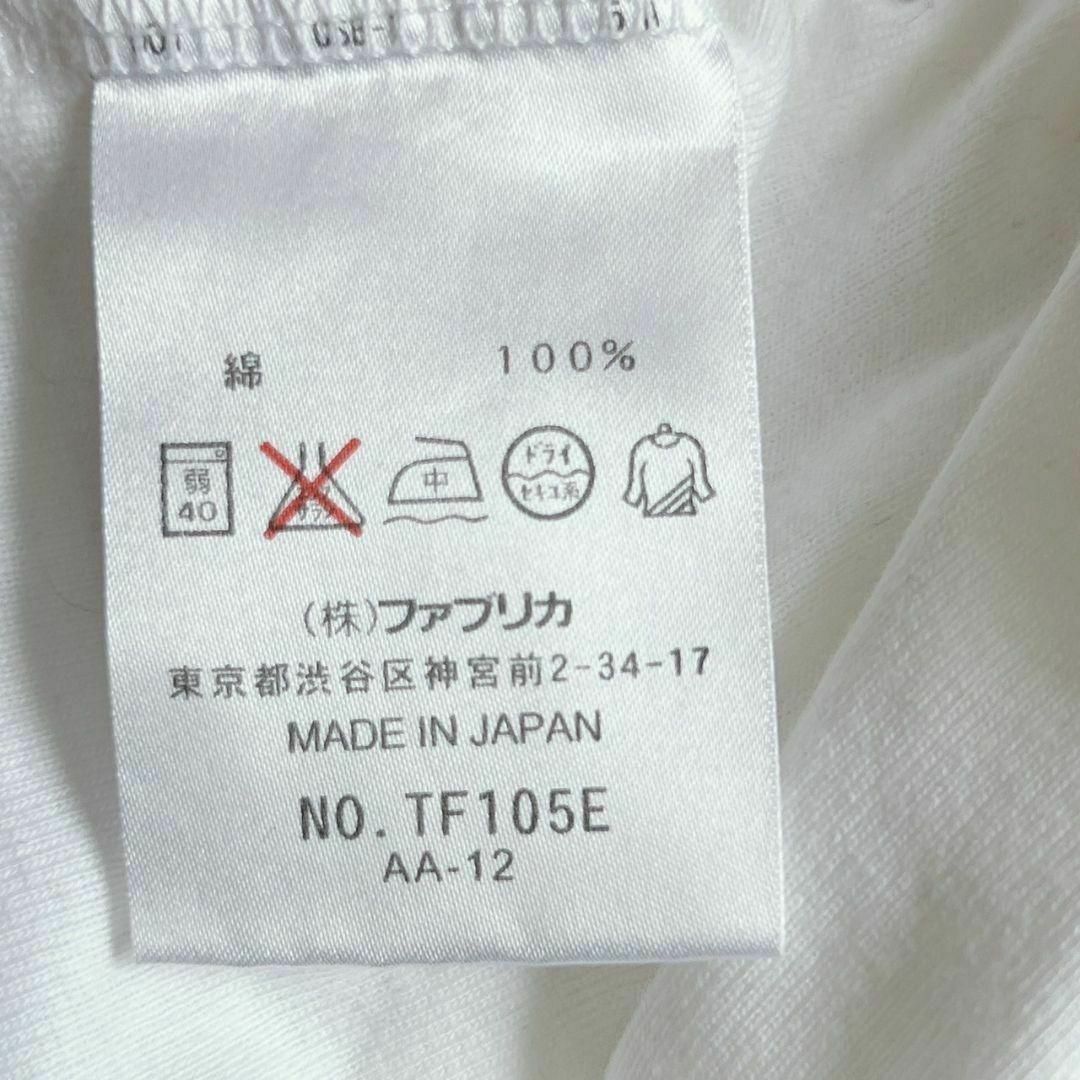 綿 100%
弱 40
中
ドライ
セキユ系
(株)ファブリカ
東京都渋谷区神宮前2-34-17
MADE IN JAPAN
NO. TF105E
AA-12